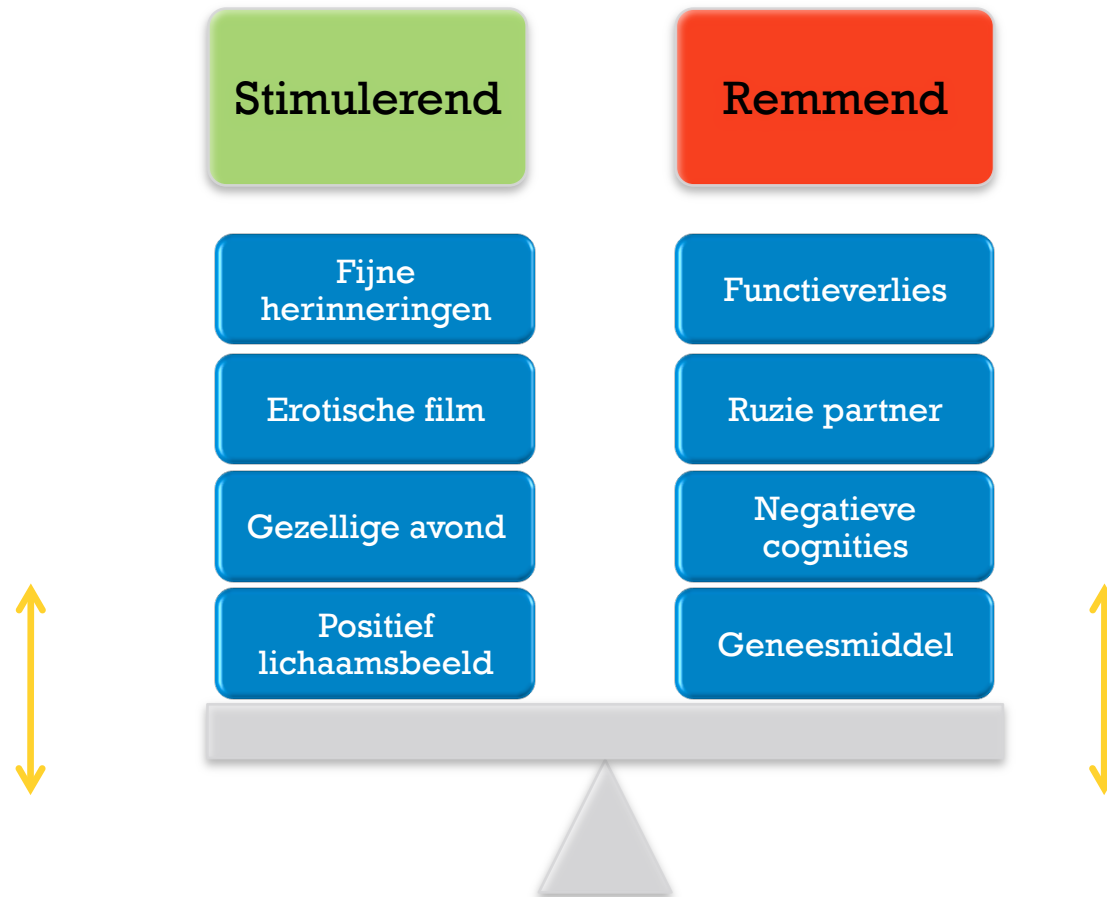 Stimulerend
Remmend
Fijne
herinneringen
Erotische film
Gezellige avond
Positief
lichaamsbeeld
Functieverlies
Ruzie partner
Negatieve
cognities
Geneesmiddel